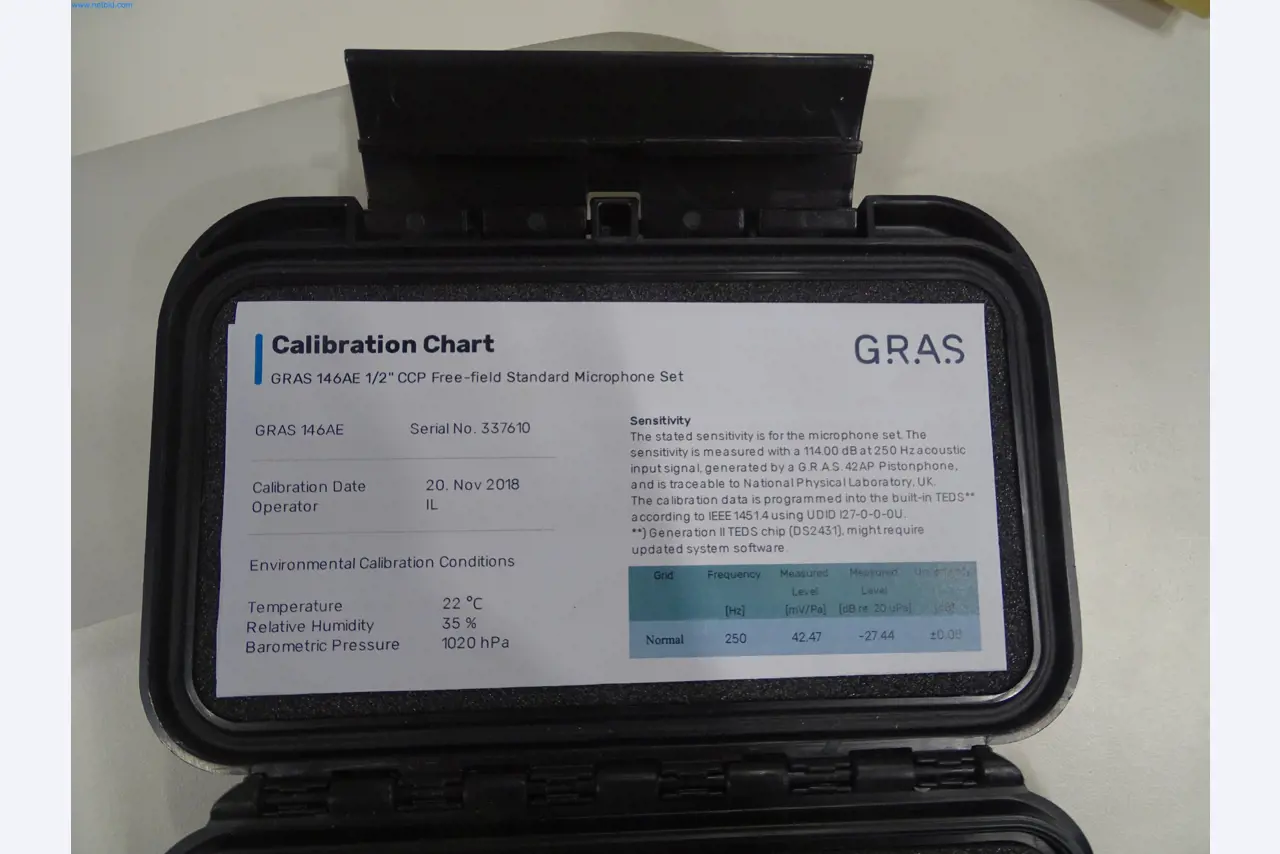 www.netbid.com
Calibration Chart
GRAS
GRAS 146AE 1/2" CCP Free-field Standard Microphone Set
GRAS 146AE Serial No. 337610
Calibration Date 20. Nov 2018
Operator IL
Environmental Calibration Conditions
Temperature 22 °C
Relative Humidity 35 %
Barometric Pressure 1020 hPa
Sensitivity
The stated sensitivity is for the microphone set. The
sensitivity is measured with a 114.00 dB at 250 Hz acoustic
input signal, generated by a G.R.A.S. 42AP Pistonphone,
and is traceable to National Physical Laboratory, UK.
The calibration data is programmed into the built-in TEDS**
according to IEEE 1451.4 using UDID I27-0-0-0U.
**) Generation II TEDS chip (DS2431), might require
updated system software.
Grid Frequency Measured Measured
Level Level
[Hz] [mV/Pa] [dB re. 20 uPa] [dB]
Normal 250 42.47 -27.44